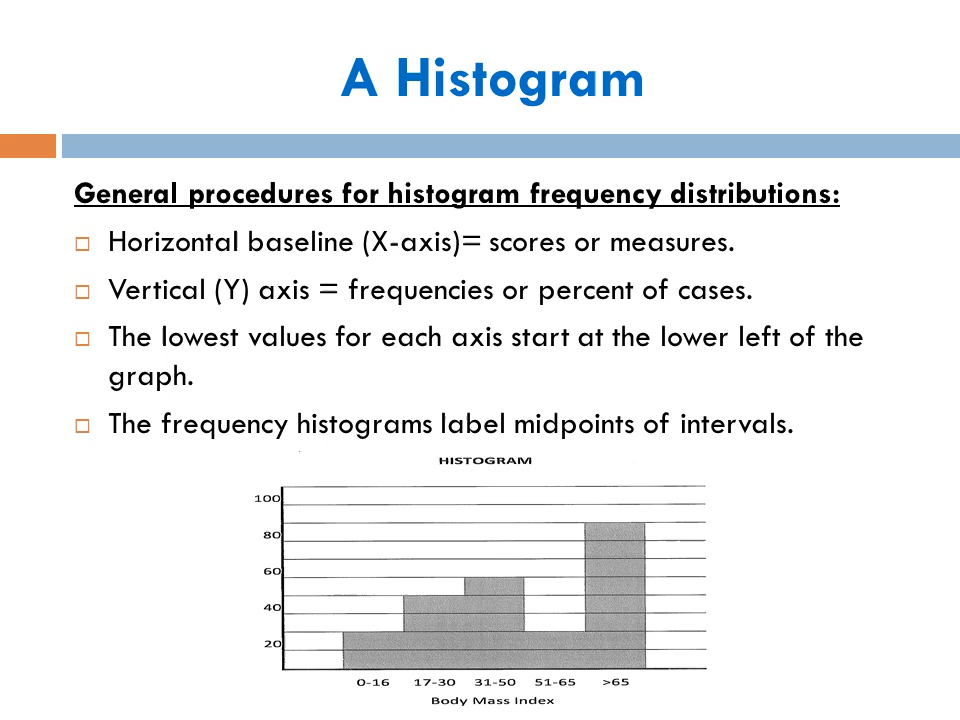 A Histogram
General procedures for histogram frequency distributions:
Horizontal baseline (X-axis)= scores or measures.
Vertical (Y) axis = frequencies or percent of cases.
The lowest values for each axis start at the lower left of the
graph.
The frequency histograms label midpoints of intervals.
HISTOGRAM
100
80
60
40
20
0-16 17-30 31-50 51-65 >65
Body Mass Index